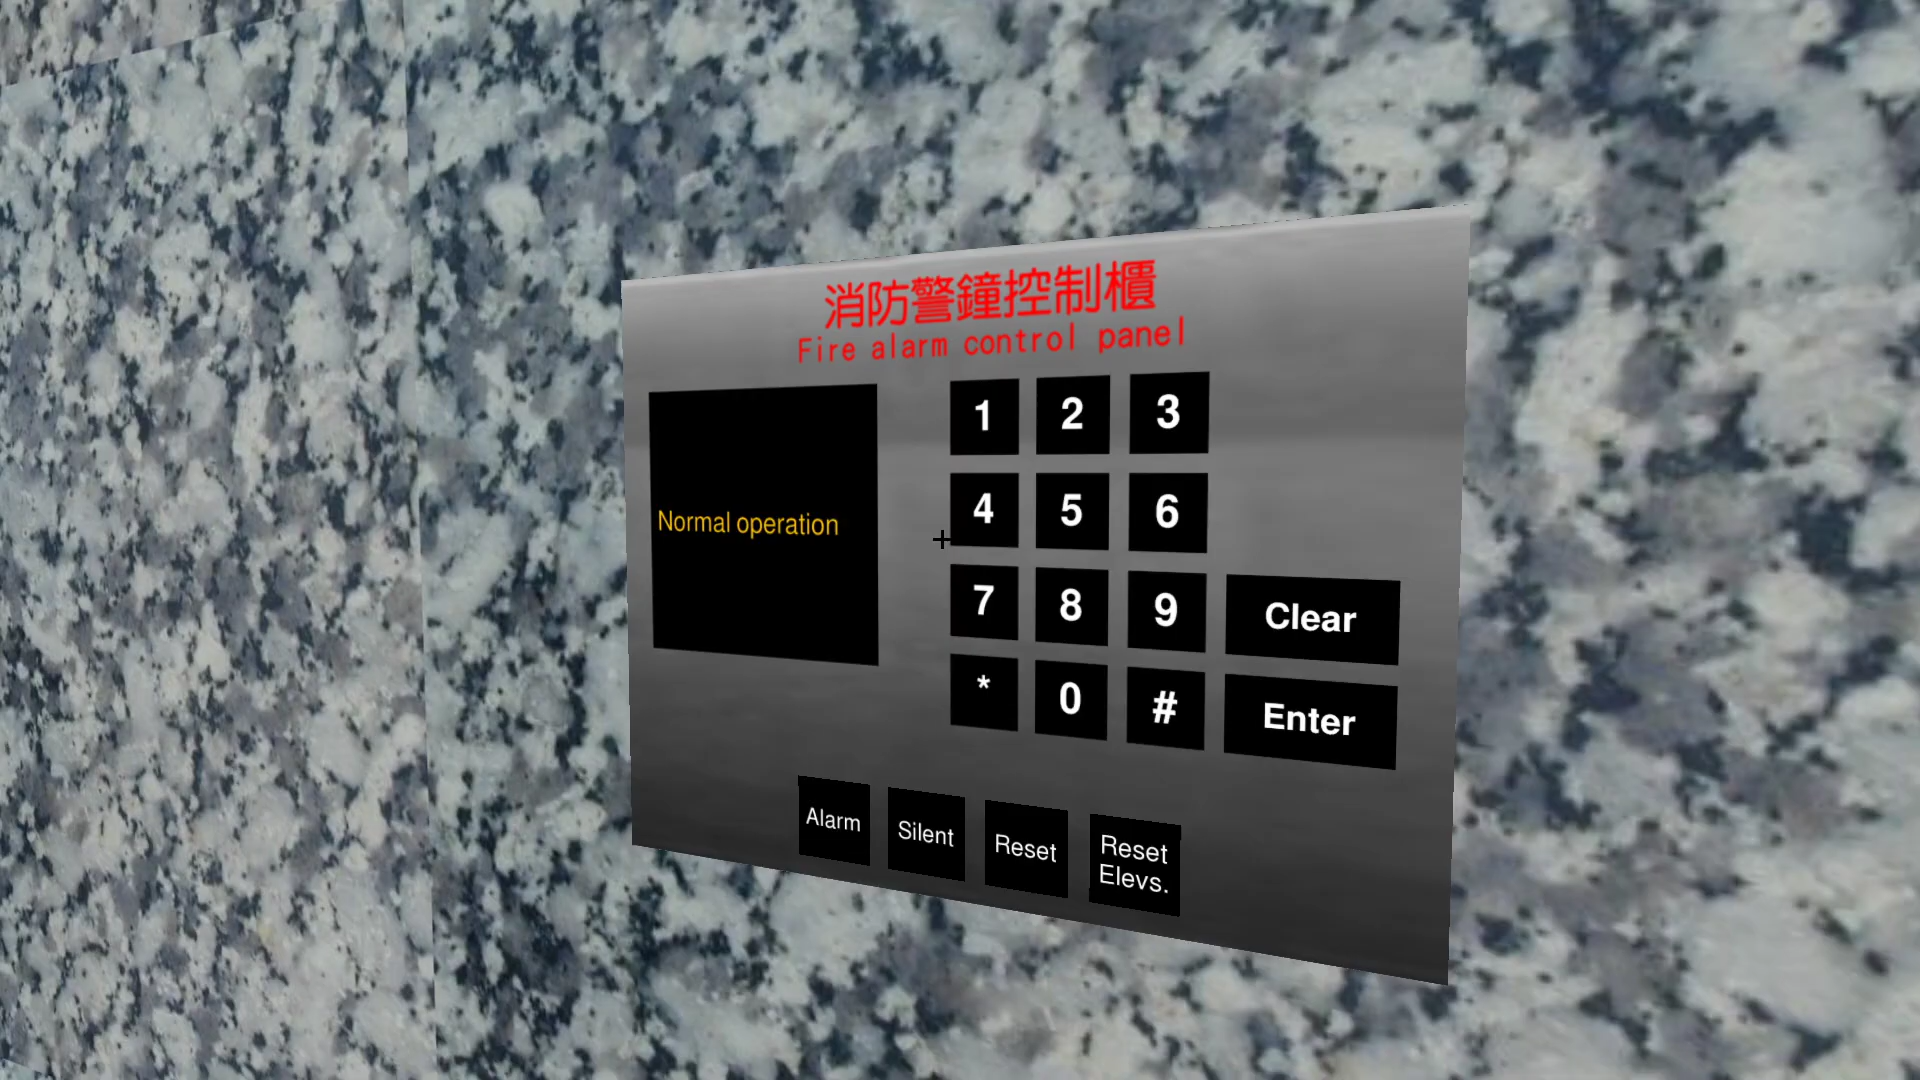 消防警鐘控制櫃
Fire alarm control panel
Normal operation
1 2 3
4 5 6
7 8 9 Clear
* 0 # Enter
Alarm Silent Reset Reset Elevs.